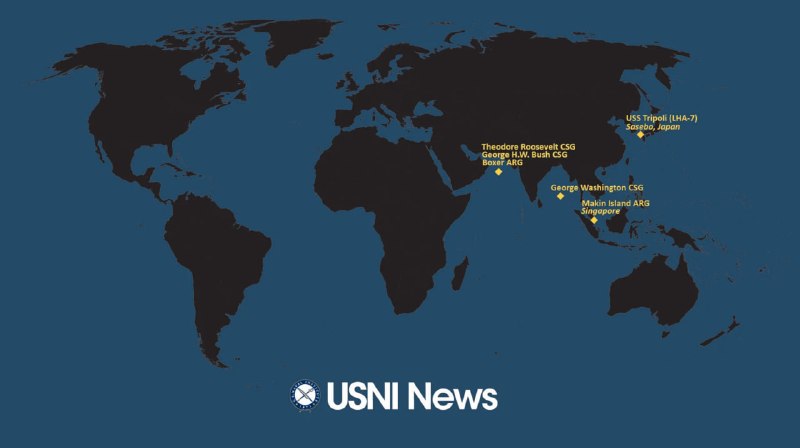 USS Tripoli (LHA-7)
Sasebo, Japan
Theodore Roosevelt CSG
George H.W. Bush CSG
Boxer ARG
George Washington CSG
Makin Island ARG
Singapore
USNI News